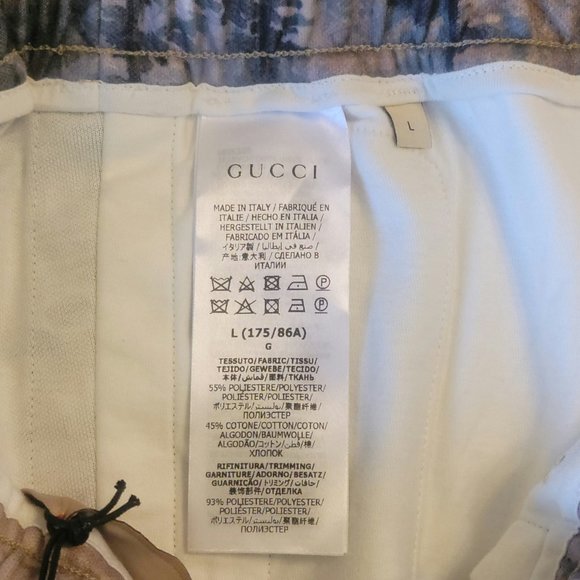 L
GUCCI
MADE IN ITALY / FABRIQUÉ EN
ITALIE / HECHO EN ITALIA /
HERGESTELLT IN ITALIEN /
FABRICADO EM ITÁLIA /
イタリア製 / صنع في إيطاليا /
产地:意大利 / СДЕЛАНО В
ИТАЛИИ
L (175/86A)
G
TESSUTO/FABRIC/TISSU/
TEJIDO/GEWEBE/TECIDO/
本体/قماش/面料/ТКАНЬ
55% POLIESTERE/POLYESTER/
POLIÉSTER/POLIESTER/
ポリエステル/بوليستر/聚酯纤维/
ПОЛИЭСТЕР
45% COTONE/COTTON/COTON/
ALGODON/BAUMWOLLE/
ALGODÃO/コットン/قطن/棉/
ХЛОПОК
RIFINITURA/TRIMMING/
GARNITURE/ADORNO/BESATZ/
GUARNIÇÃO/トリミング/
装饰部件/ОТДЕЛКА
93% POLIESTERE/POLYESTER/
POLIÉSTER/POLIESTER/
ポリエステル/بوليستر/聚酯纤维/